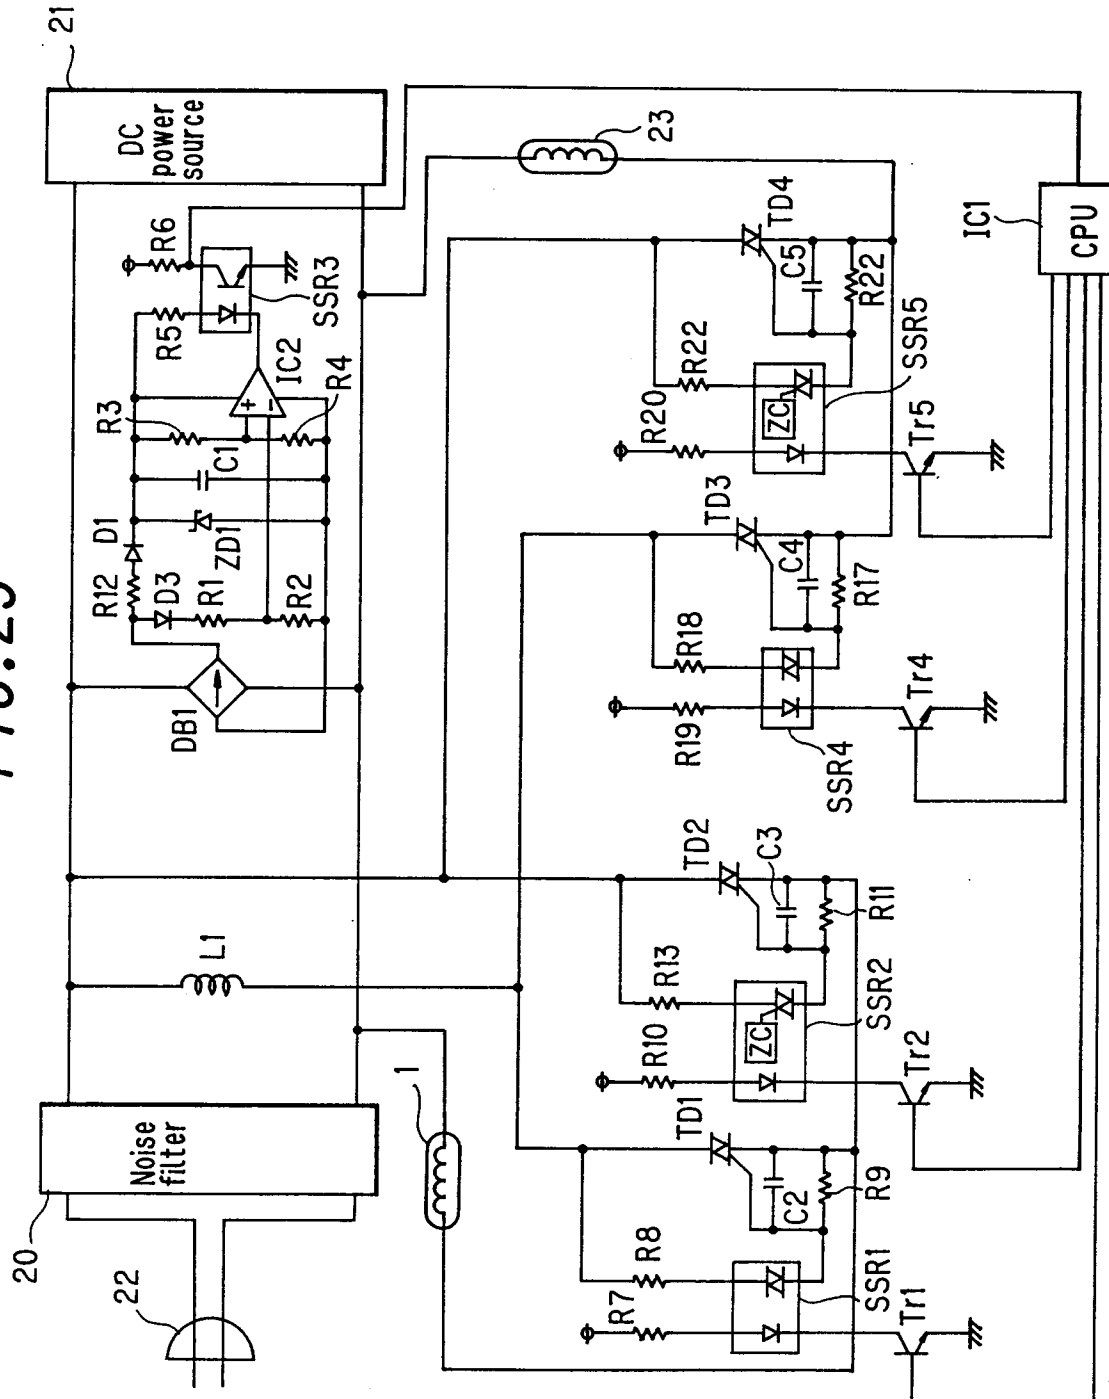 20
22
Noise
filter
L1
DB1
R12
D1
D3
R1
R2
ZD1
C1
R3
R4
IC2
R5
R6
SSR3
DC
power
source
21
1
23
R7
R8
TD1
C2
R9
SSR1
Tr1
R10
R13
ZC
TD2
C3
R11
SSR2
Tr2
R19
R18
TD3
C4
R17
SSR4
Tr4
R20
R22
ZC
TD4
C5
R22
SSR5
Tr5
IC1
CPU